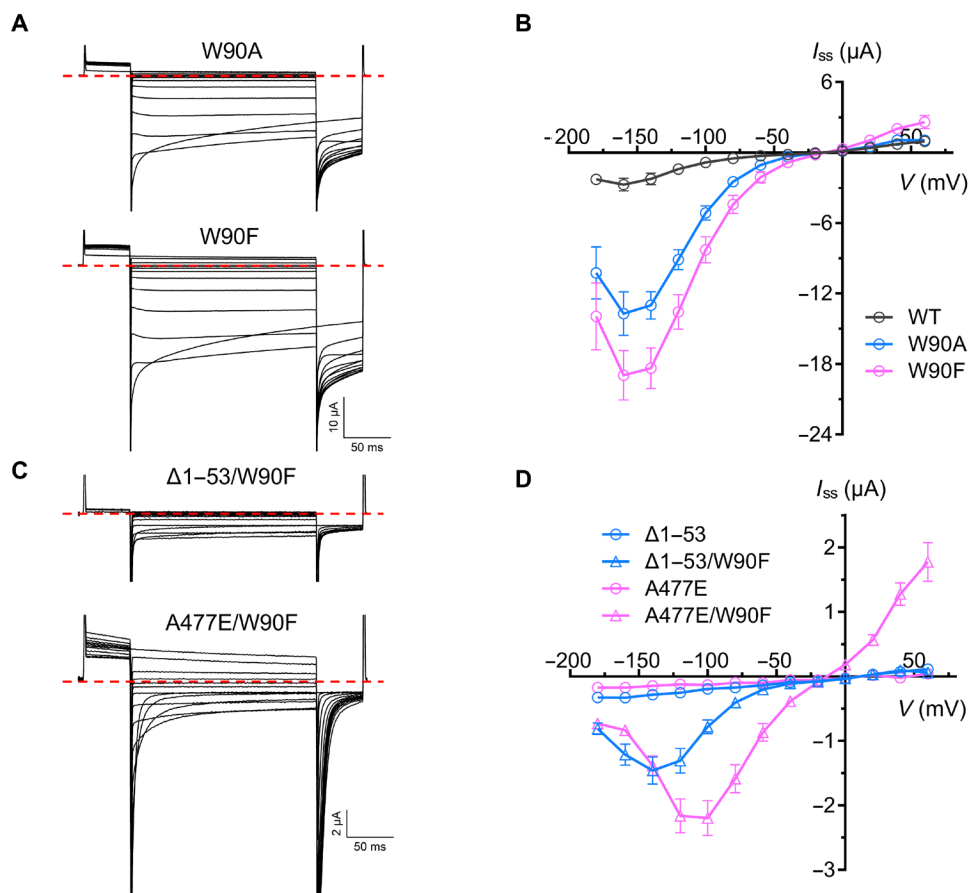 A
W90A
W90F
10 µA
50 ms
B
I_ss (µA)
6
−200
−150
−100
−50
50
V (mV)
−6
−12
−18
−24
WT
W90A
W90F
C
Δ1–53/W90F
A477E/W90F
2 µA
50 ms
D
I_ss (µA)
Δ1–53
Δ1–53/W90F
A477E
A477E/W90F
2
1
−200
−150
−100
−50
50
V (mV)
−1
−2
−3